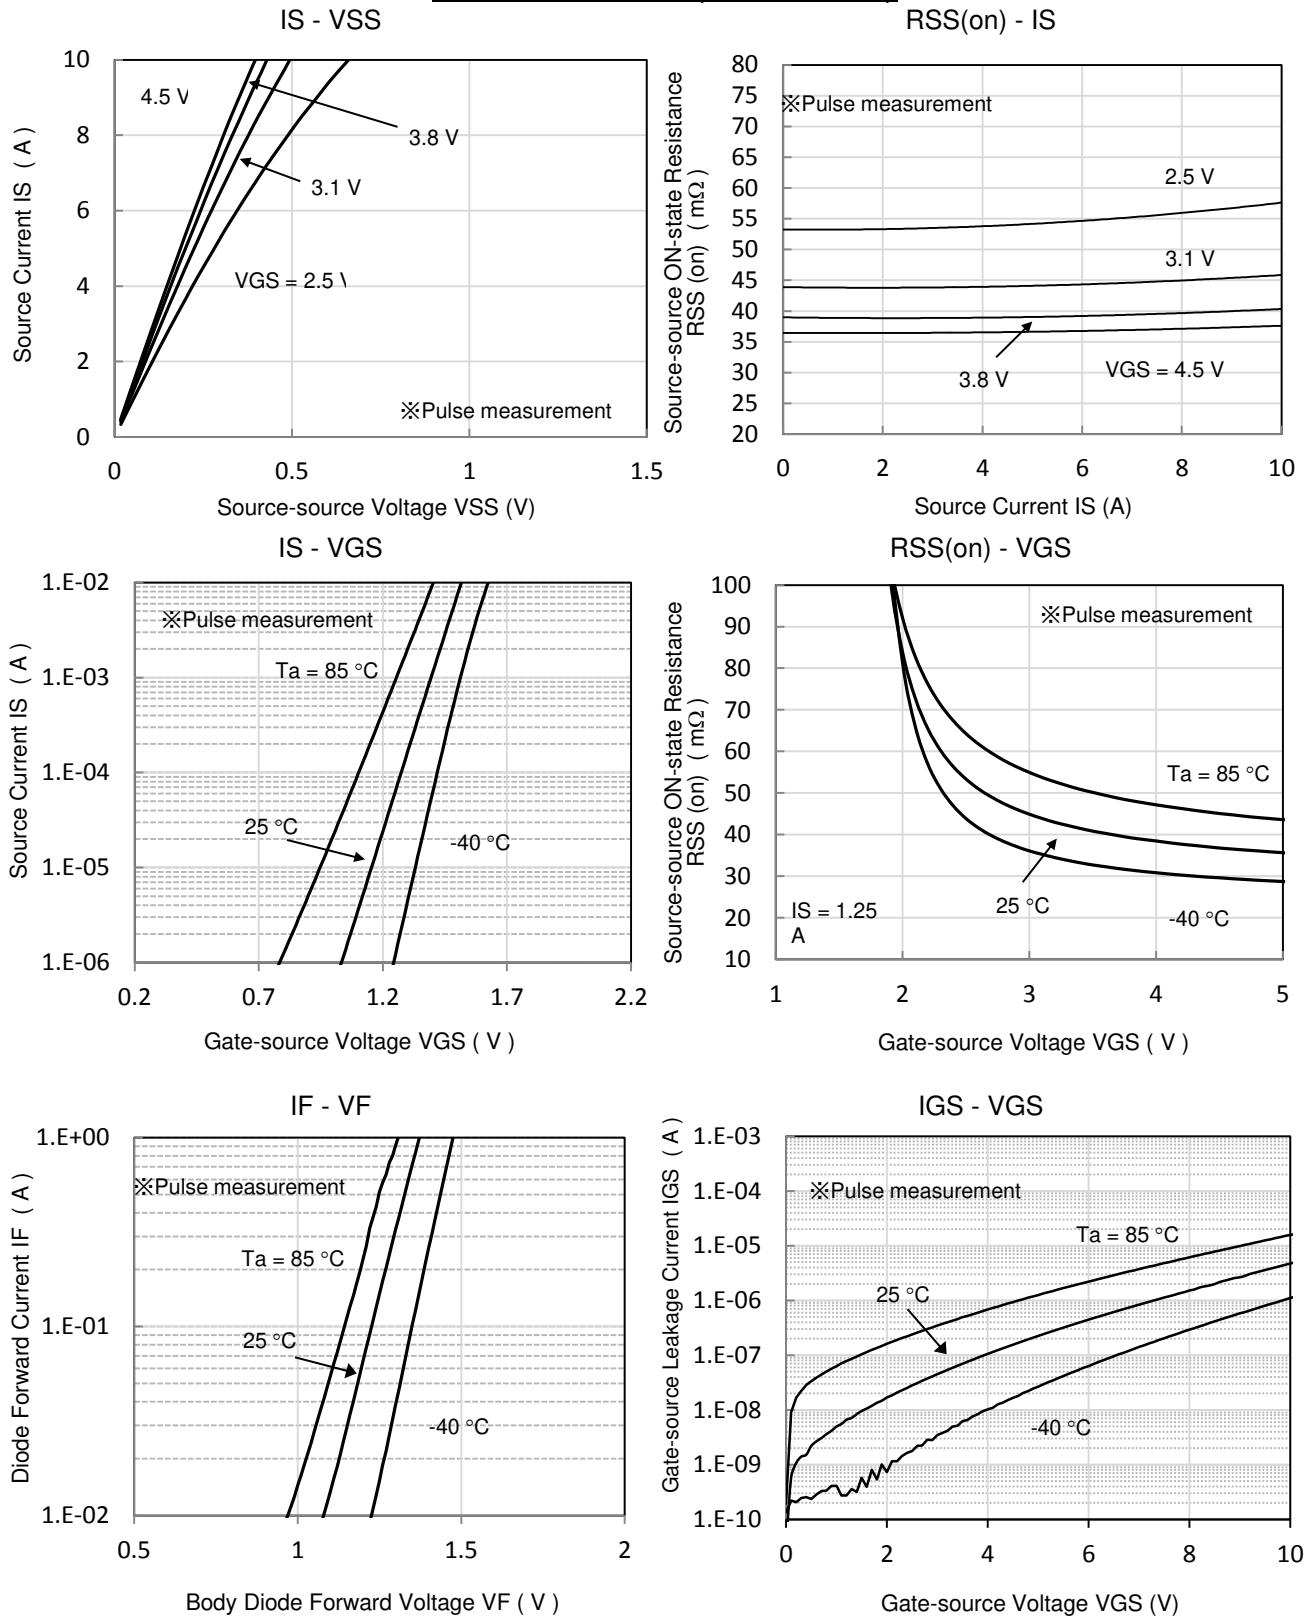 IS - VSS
Source Current IS ( A )
10
8
6
4
2
0
0
0.5
1
1.5
4.5 V
3.8 V
3.1 V
VGS = 2.5 V
※Pulse measurement
Source-source Voltage VSS (V)
RSS(on) - IS
Source-source ON-state Resistance
RSS (on) ( mΩ )
80
75
70
65
60
55
50
45
40
35
30
25
20
0
2
4
6
8
10
※Pulse measurement
2.5 V
3.1 V
3.8 V
VGS = 4.5 V
Source Current IS (A)
IS - VGS
Source Current IS ( A )
1.E-02
1.E-03
1.E-04
1.E-05
1.E-06
0.2
0.7
1.2
1.7
2.2
※Pulse measurement
Ta = 85 °C
25 °C
-40 °C
Gate-source Voltage VGS ( V )
RSS(on) - VGS
Source-source ON-state Resistance
RSS (on) ( mΩ )
100
90
80
70
60
50
40
30
20
10
1
2
3
4
5
※Pulse measurement
Ta = 85 °C
25 °C
-40 °C
IS = 1.25
A
Gate-source Voltage VGS ( V )
IF - VF
Diode Forward Current IF ( A )
1.E+00
1.E-01
1.E-02
0.5
1
1.5
2
※Pulse measurement
Ta = 85 °C
25 °C
-40 °C
Body Diode Forward Voltage VF ( V )
IGS - VGS
Gate-source Leakage Current IGS ( A )
1.E-03
1.E-04
1.E-05
1.E-06
1.E-07
1.E-08
1.E-09
1.E-10
0
2
4
6
8
10
※Pulse measurement
Ta = 85 °C
25 °C
-40 °C
Gate-source Voltage VGS (V)